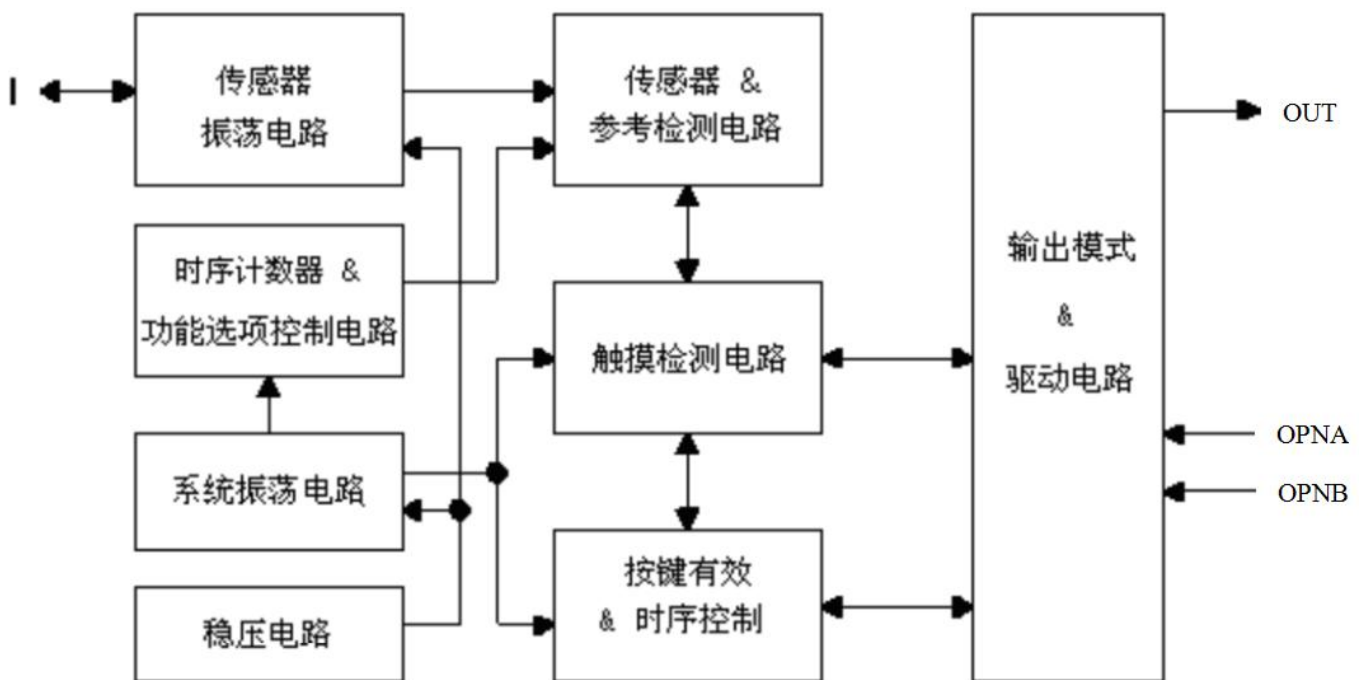 I
传感器
振荡电路
传感器 &
参考检测电路
时序计数器 &
功能选项控制电路
触摸检测电路
系统振荡电路
按键有效
& 时序控制
稳压电路
输出模式
&
驱动电路
OUT
OPNA
OPNB